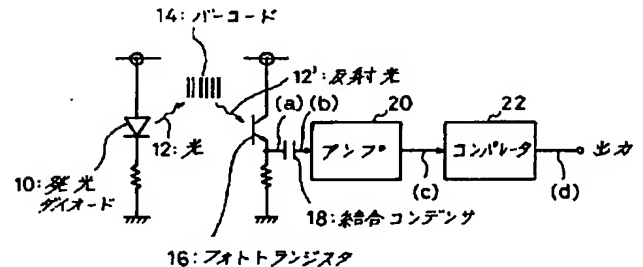 14:バーコード
12':反射光
(a)
(b)
20
22
アンプ
コンパレータ
出力
12:光
(c)
(d)
10:発光
ダイオード
18:結合コンデンサ
16:フォトトランジスタ